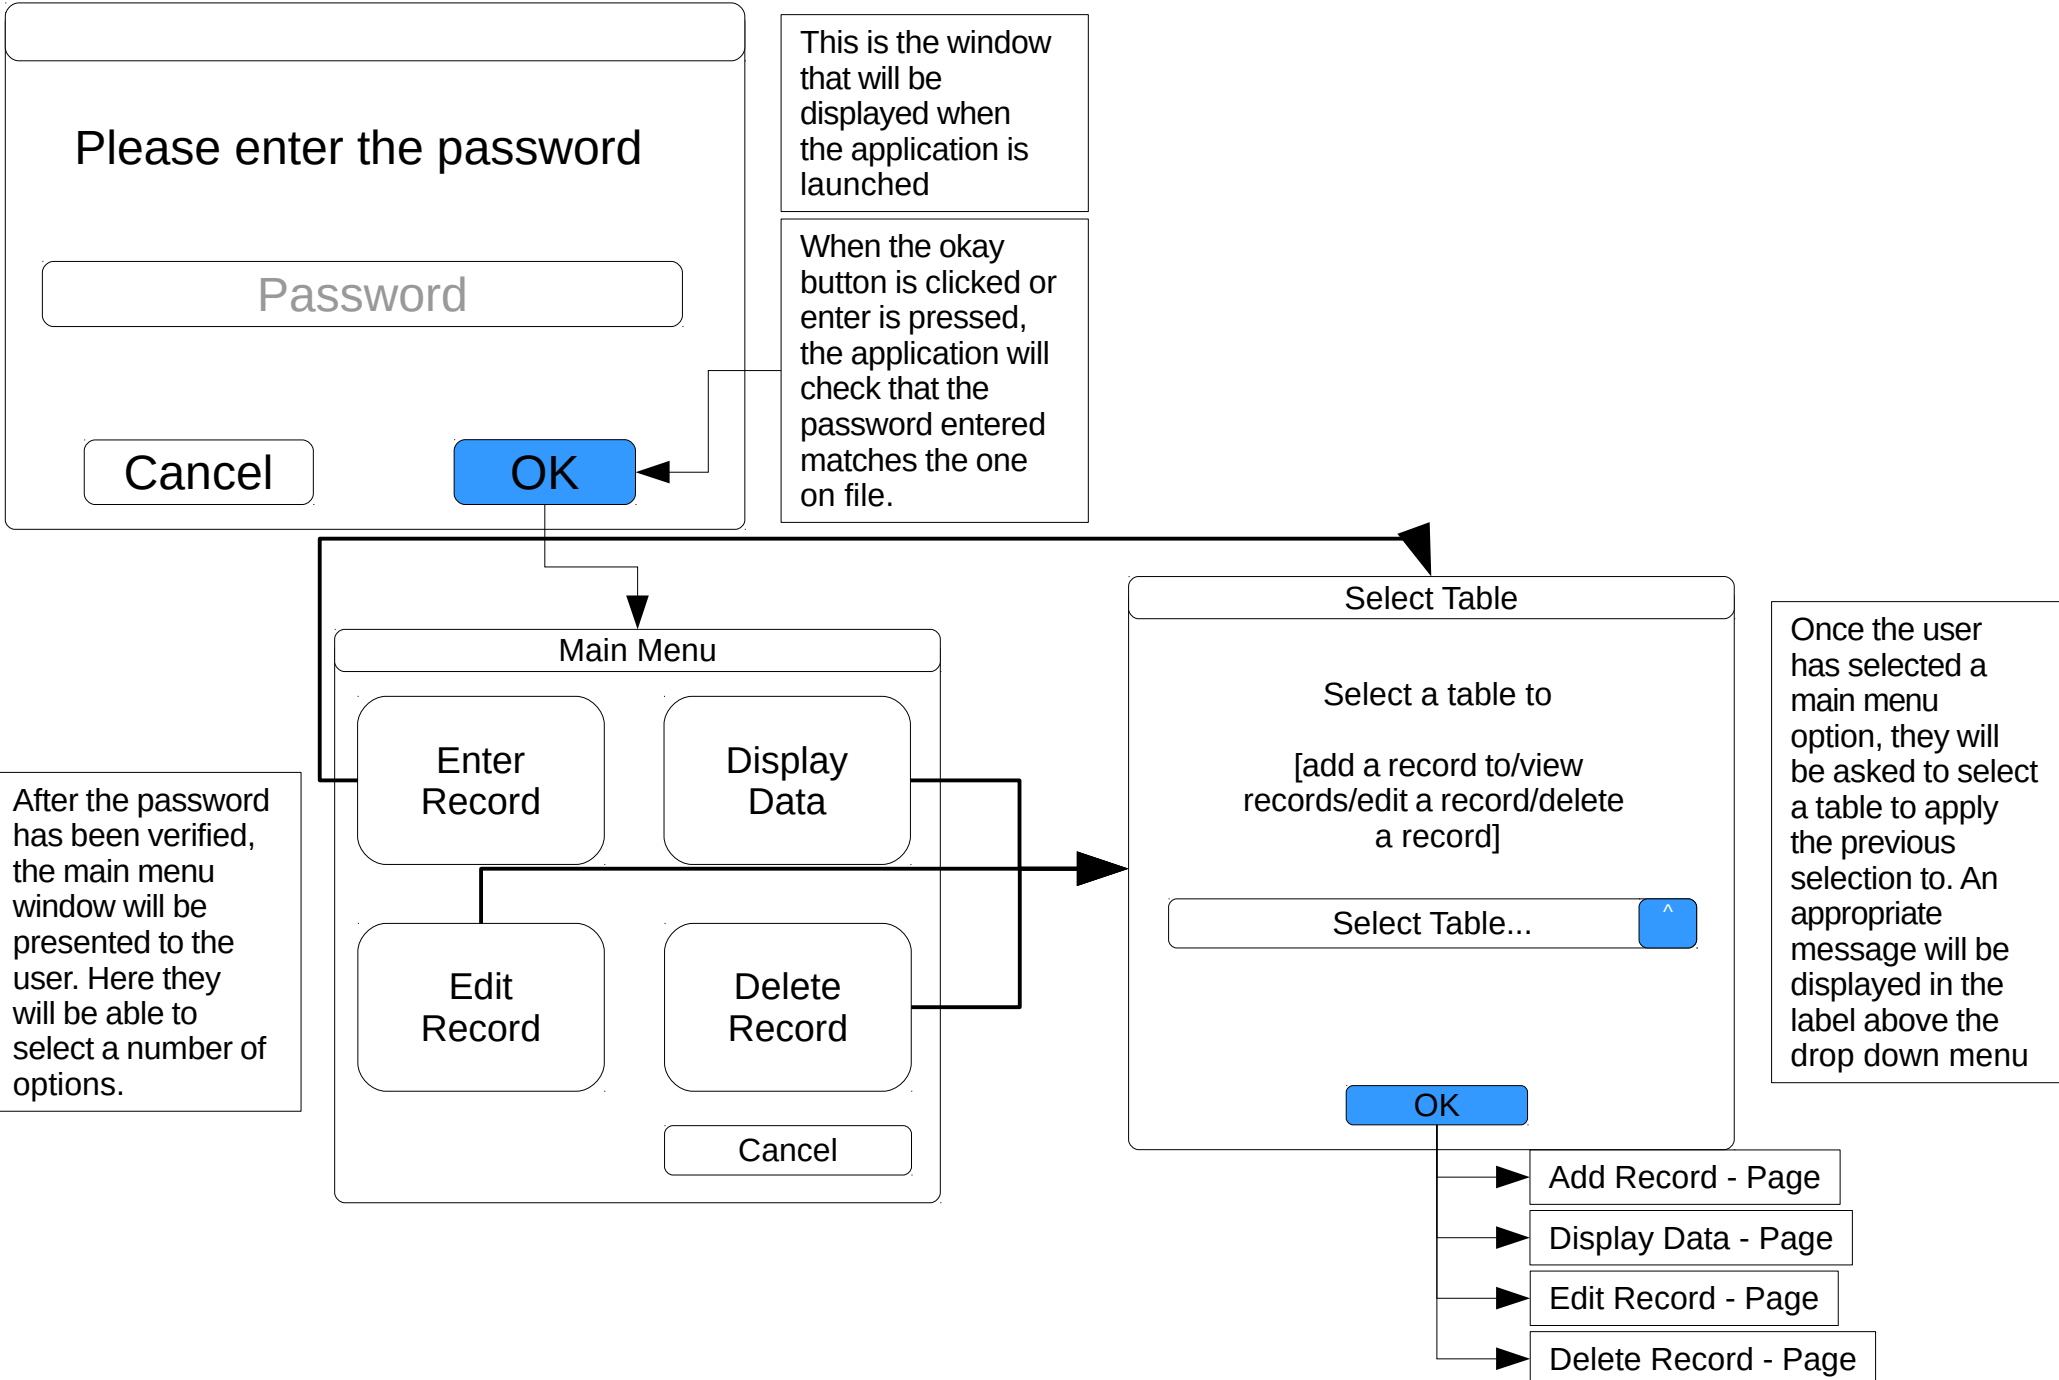 Please enter the password
Password
Cancel
OK
This is the window
that will be
displayed when
the application is
launched
When the okay
button is clicked or
enter is pressed,
the application will
check that the
password entered
matches the one
on file.
After the password
has been verified,
the main menu
window will be
presented to the
user. Here they
will be able to
select a number of
options.
Main Menu
Enter
Record
Display
Data
Edit
Record
Delete
Record
Cancel
Select Table
Select a table to
[add a record to/view
records/edit a record/delete
a record]
Select Table...
^
OK
Once the user
has selected a
main menu
option, they will
be asked to select
a table to apply
the previous
selection to. An
appropriate
message will be
displayed in the
label above the
drop down menu
Add Record - Page
Display Data - Page
Edit Record - Page
Delete Record - Page